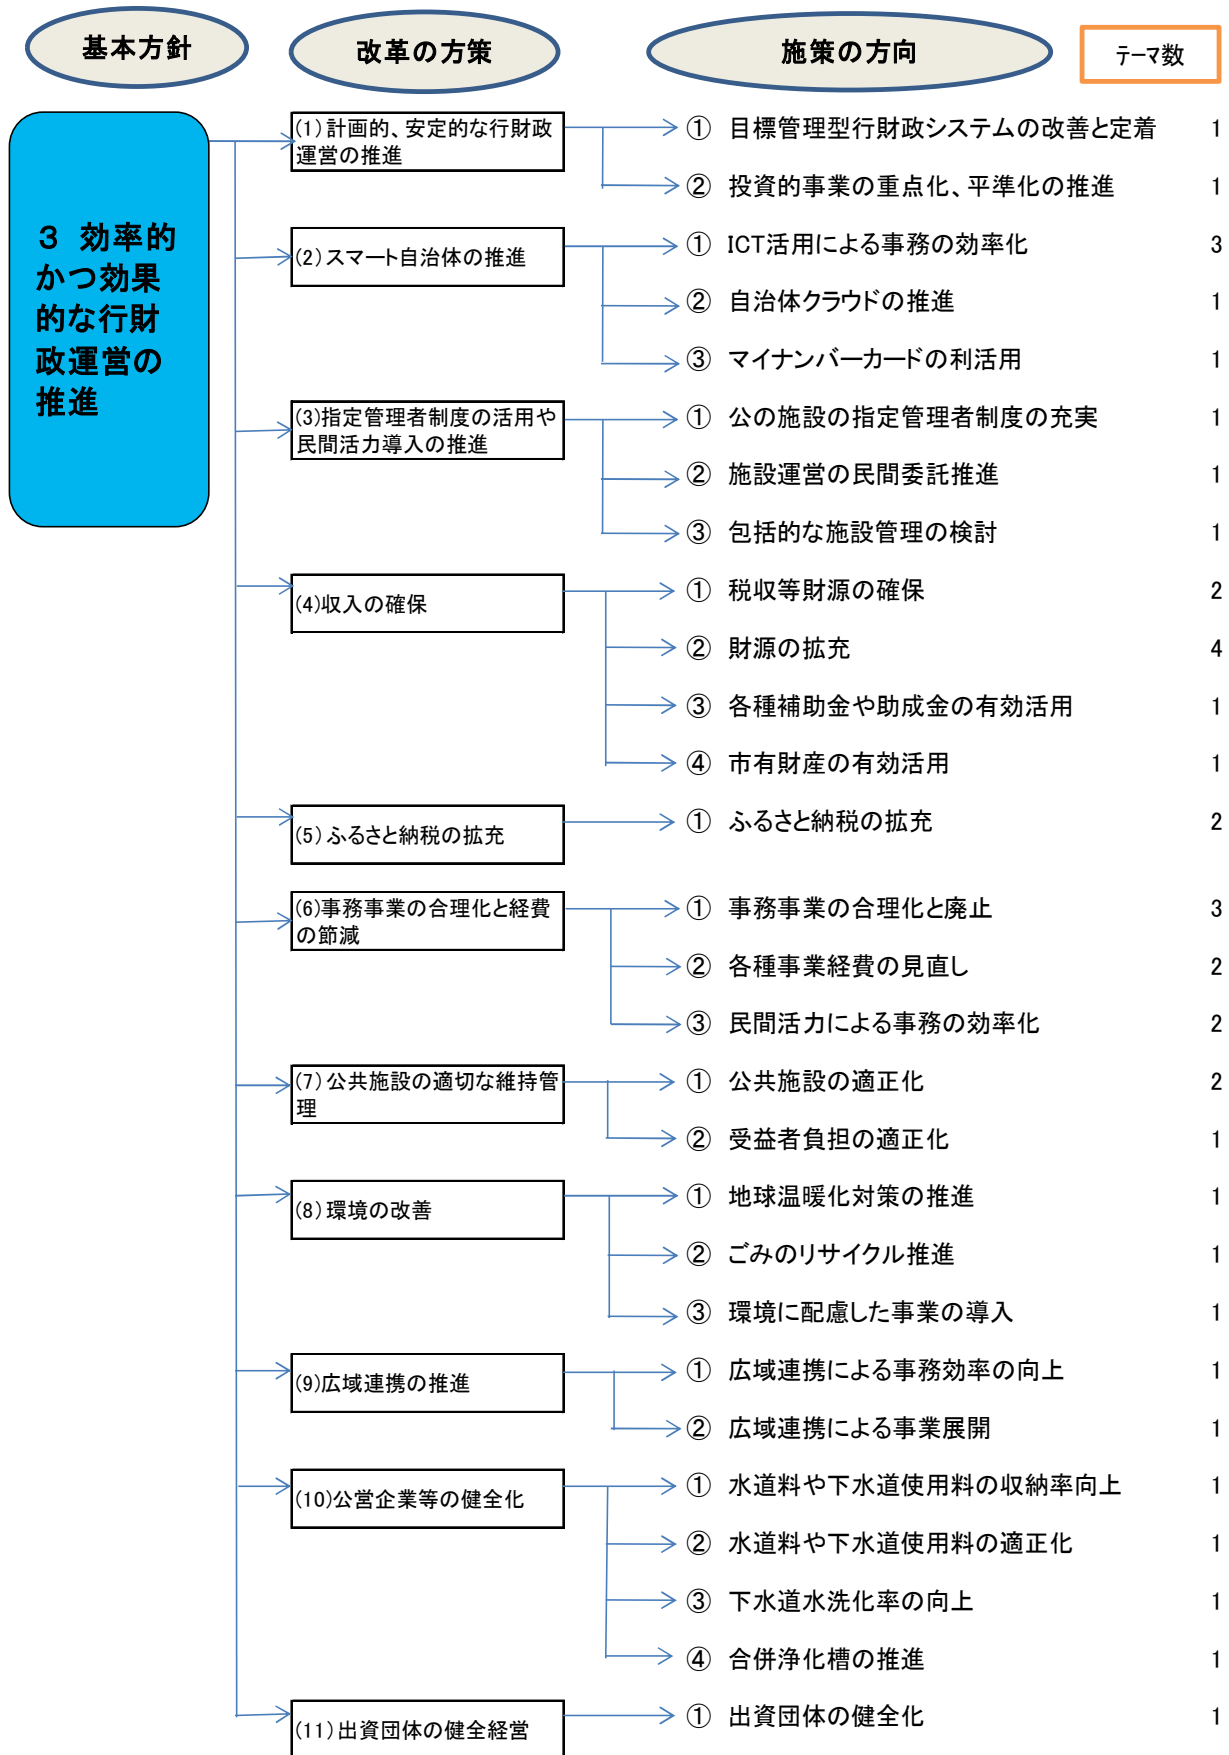 基本方針
改革の方策
施策の方向
テーマ数
3 効率的
かつ効果
的な行財
政運営の
推進
(1)計画的、安定的な行財政
運営の推進
① 目標管理型行財政システムの改善と定着 1
② 投資的事業の重点化、平準化の推進 1
(2)スマート自治体の推進
① ICT活用による事務の効率化 3
② 自治体クラウドの推進 1
③ マイナンバーカードの利活用 1
(3)指定管理者制度の活用や
民間活力導入の推進
① 公の施設の指定管理者制度の充実 1
② 施設運営の民間委託推進 1
③ 包括的な施設管理の検討 1
(4)収入の確保
① 税収等財源の確保 2
② 財源の拡充 4
③ 各種補助金や助成金の有効活用 1
④ 市有財産の有効活用 1
(5)ふるさと納税の拡充
① ふるさと納税の拡充 2
(6)事務事業の合理化と経費
の節減
① 事務事業の合理化と廃止 3
② 各種事業経費の見直し 2
③ 民間活力による事務の効率化 2
(7)公共施設の適切な維持管
理
① 公共施設の適正化 2
② 受益者負担の適正化 1
(8)環境の改善
① 地球温暖化対策の推進 1
② ごみのリサイクル推進 1
③ 環境に配慮した事業の導入 1
(9)広域連携の推進
① 広域連携による事務効率の向上 1
② 広域連携による事業展開 1
(10)公営企業等の健全化
① 水道料や下水道使用料の収納率向上 1
② 水道料や下水道使用料の適正化 1
③ 下水道水洗化率の向上 1
④ 合併浄化槽の推進 1
(11)出資団体の健全経営
① 出資団体の健全化 1